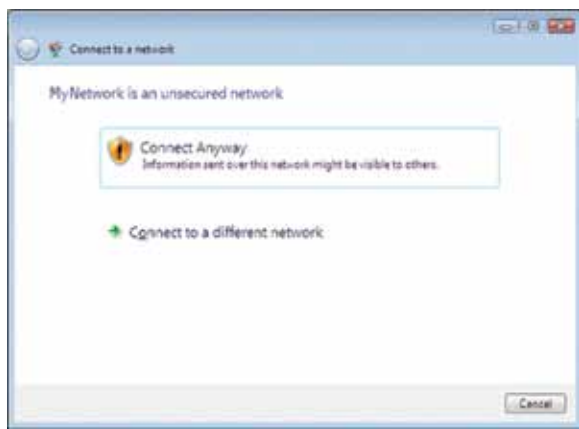 Connect to a network
MyNetwork is an unsecured network
Connect Anyway
Information sent over this network might be visible to others.
Connect to a different network
Cancel